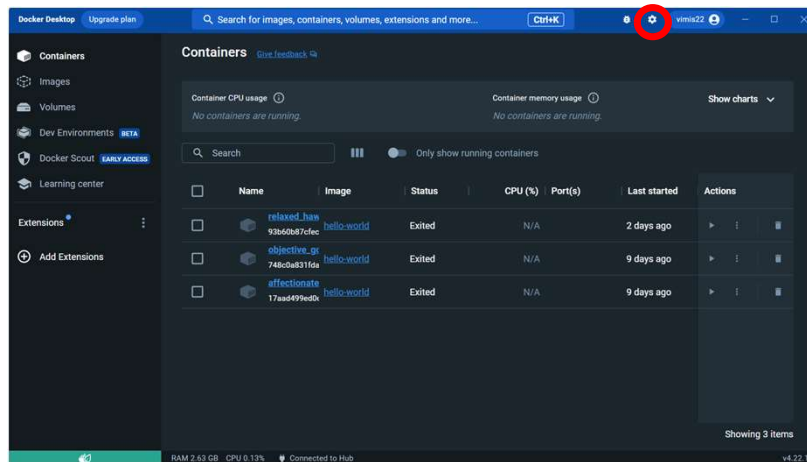 Docker Desktop Upgrade plan Search for images, containers, volumes, extensions and more... Ctrl+K vimis22
Containers
Images
Volumes
Dev Environments BETA
Docker Scout EARLY ACCESS
Learning center
Extensions
Add Extensions
Containers Give feedback
Container CPU usage
No containers are running.
Container memory usage
No containers are running.
Show charts
Search
Only show running containers
Name Image Status CPU (%) Port(s) Last started Actions
relaxed_haw
93b60b87cfec
hello-world Exited N/A 2 days ago
objective_go
748c0a831fda
hello-world Exited N/A 9 days ago
affectionate
17aad499ed0
hello-world Exited N/A 9 days ago
Showing 3 items
RAM 2.63 GB CPU 0.13% Connected to Hub v4.22.1